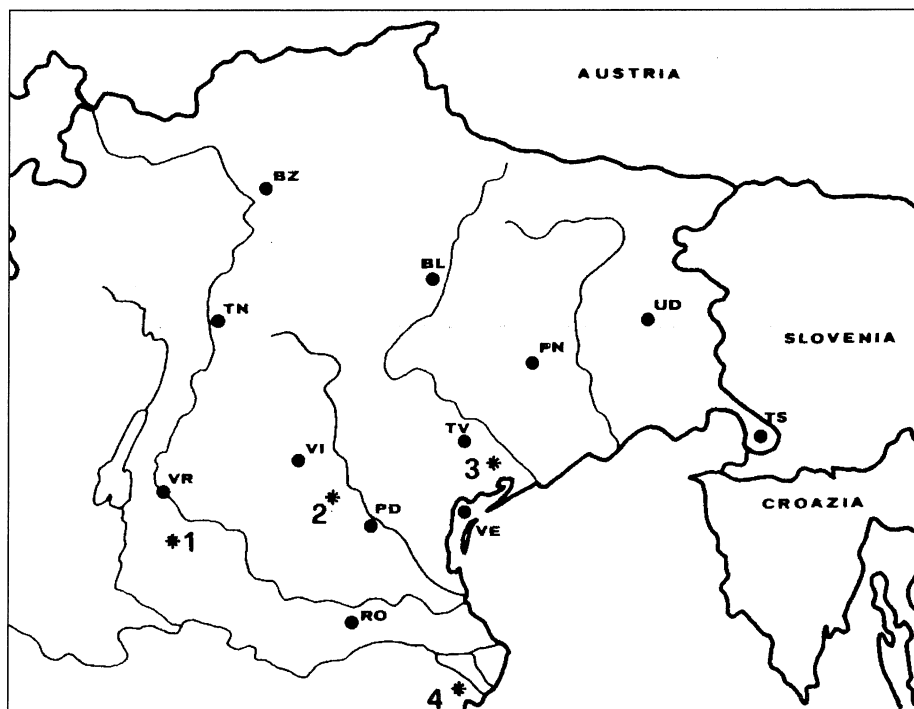 AUSTRIA
BZ
BL
TN
UD
SLOVENIA
PN
TS
TV
VI
3
VR
2
PD
VE
CROAZIA
1
RO
4